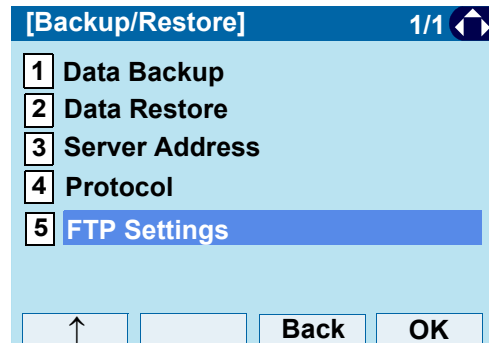 [Backup/Restore] 1/1
1 Data Backup
2 Data Restore
3 Server Address
4 Protocol
5 FTP Settings
↑ Back OK